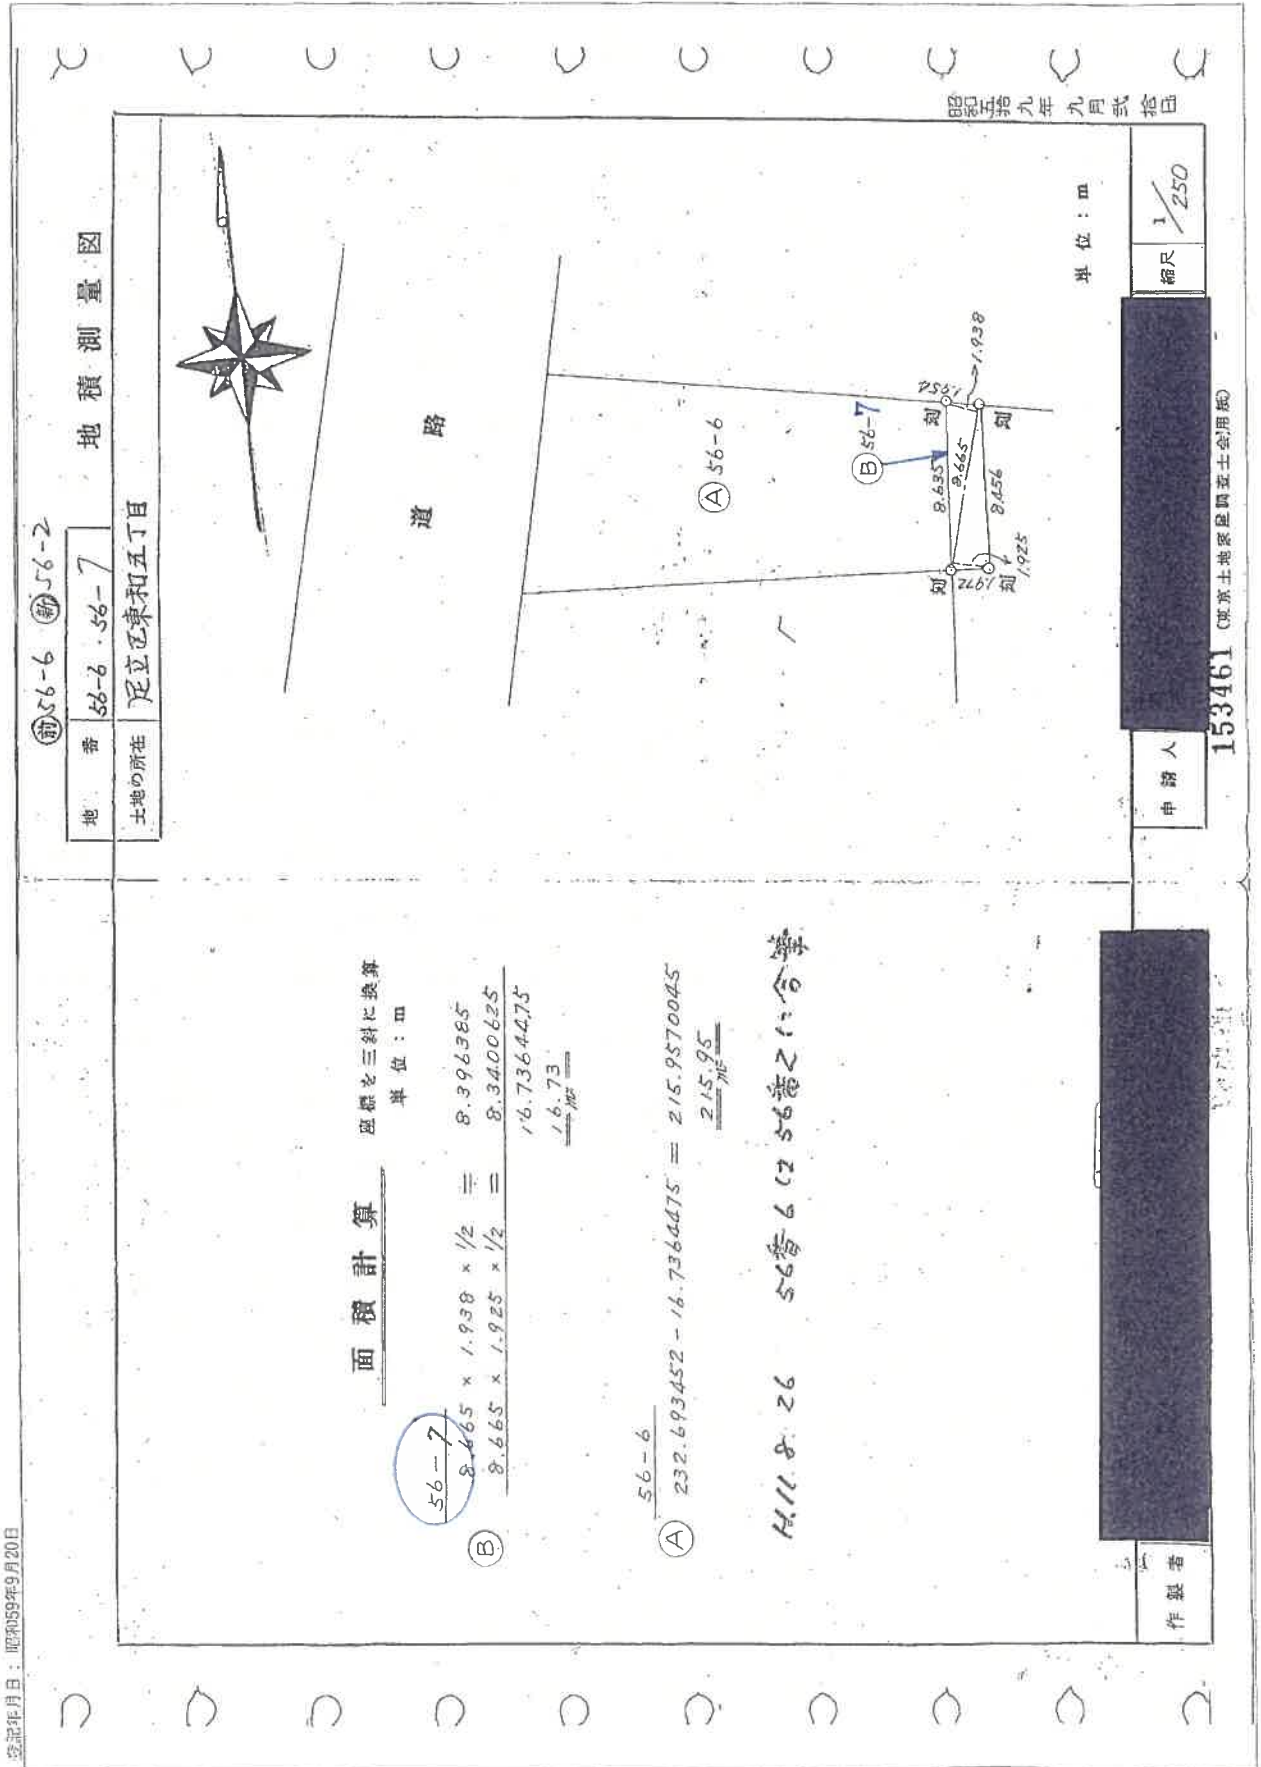 登記年月日：昭和59年9月20日
前56-6 新56-2
地番 56-6・56-7
地積測量図
土地の所在 足立区東和五丁目
昭和五拾九年九月弐拾日
面積計算
座標を三斜に換算
単位：m
56-7
B 8.665 × 1.938 × 1/2 = 8.396385
8.665 × 1.925 × 1/2 = 8.3400625
16.7364475
16.73 ㎡
56-6
A 232.693452 - 16.7364475 = 215.9570045
215.95 ㎡
H.11.8.26 56番6は56番2に合筆
道路
A 56-6
B 56-7
刻
1.954
1.938
8.635
8.665
8.456
刻
刻
1.972
刻
1.925
単位：m
作製者
申請人
縮尺 1/250
153461 (東京土地家屋調査士会用紙)